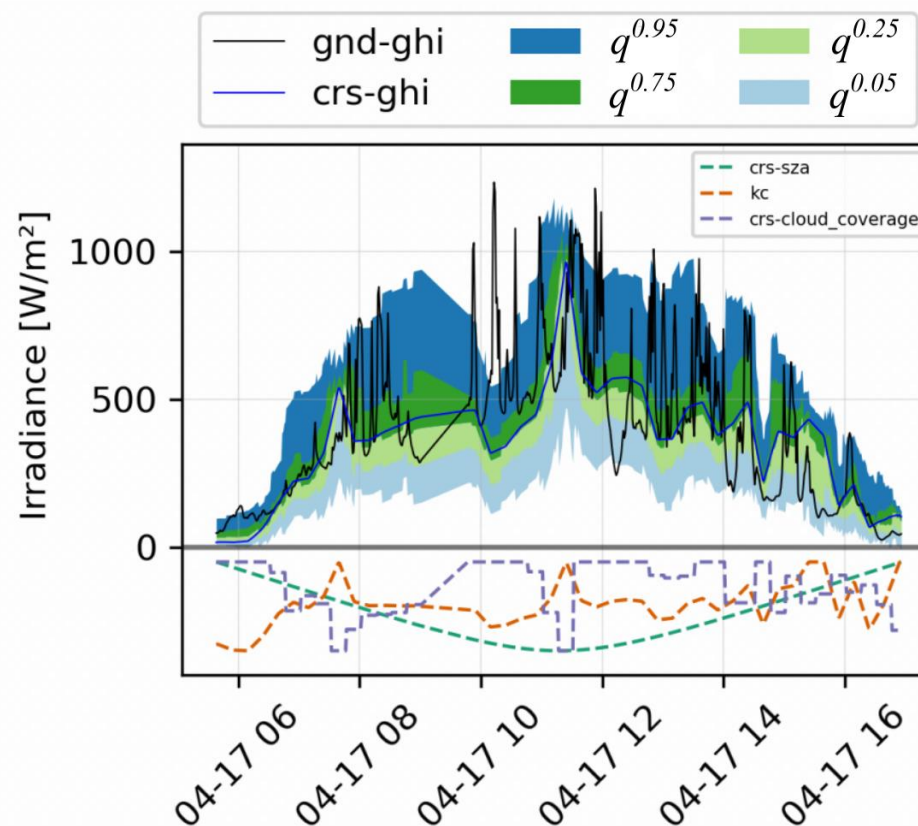 gnd-ghi q^0.95 q^0.25
crs-ghi q^0.75 q^0.05
crs-sza
kc
crs-cloud_coverage
Irradiance [W/m²]
1000
500
0
04-17 06 04-17 08 04-17 10 04-17 12 04-17 14 04-17 16